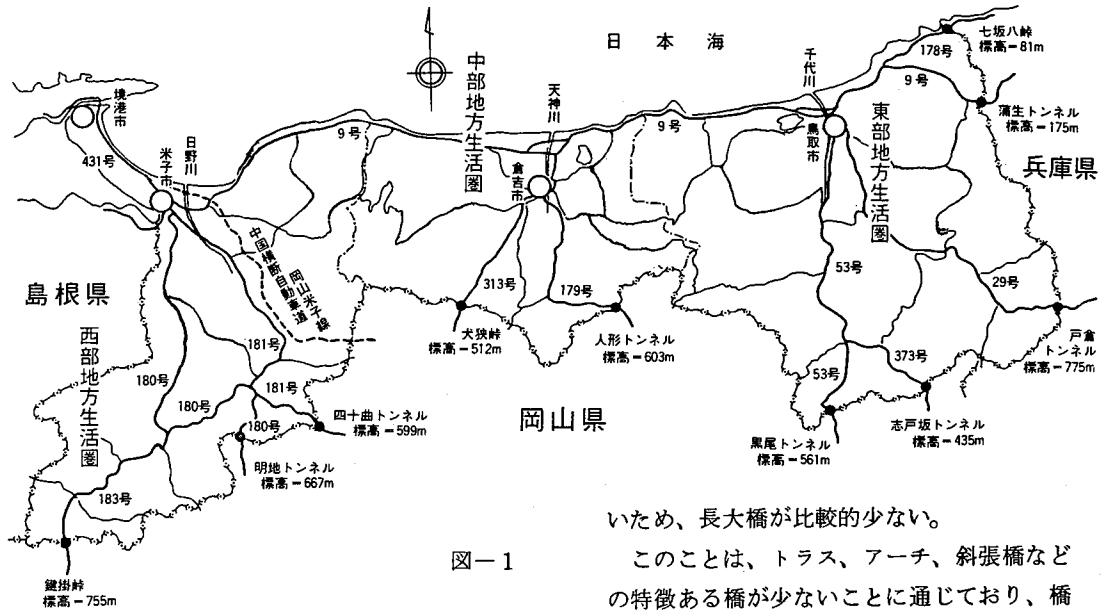 日本海
七坂八峠
標高=81m
178号
9号
蒲生トンネル
標高=175m
兵庫県
千代川
鳥取市
東部地方生活圏
中部地方生活圏
天神川
倉吉市
9号
9号
境港市
431号
米子市
日野川
中国横断自動車道
岡山米子線
島根県
西部地方生活圏
313号
179号
犬狭峠
標高=512m
人形トンネル
標高=603m
53号
29号
戸倉
トンネル
標高=775m
373号
53号
志戸坂トンネル
標高=435m
黒尾トンネル
標高=561m
岡山県
181号
180号
181号
180号
180号
四十曲トンネル
標高=599m
明地トンネル
標高=667m
183号
鍵掛峠
標高=755m
図-1
いため、長大橋が比較的少ない。
このことは、トラス、アーチ、斜張橋など
の特徴ある橋が少ないことに通じており、橋